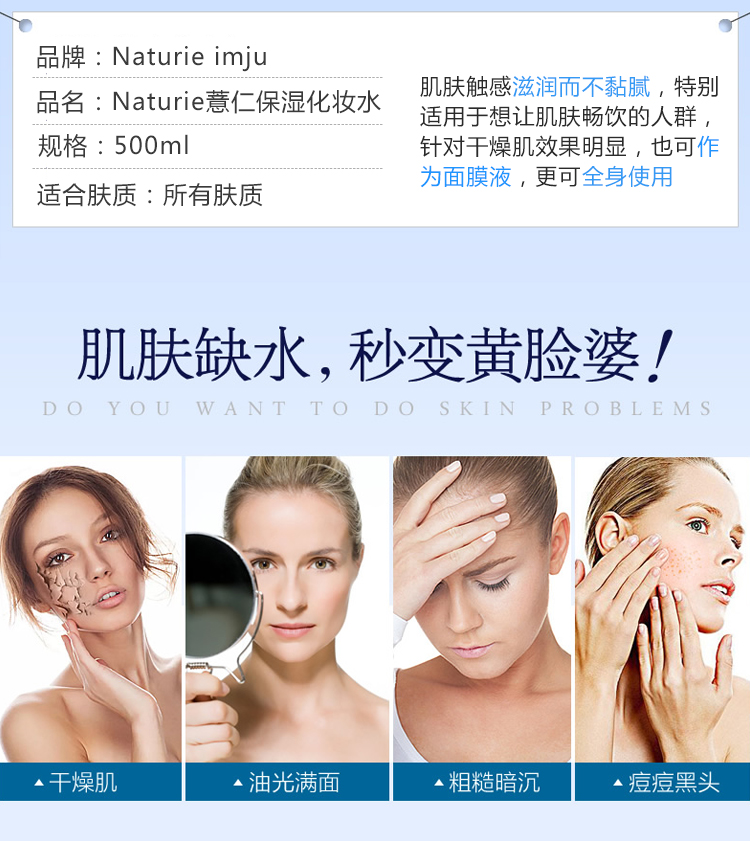 品牌：Naturie imju
品名：Naturie薏仁保湿化妆水
规格：500ml
适合肤质：所有肤质
肌肤触感滋润而不黏腻，特别
适用于想让肌肤畅饮的人群，
针对干燥肌效果明显，也可作
为面膜液，更可全身使用
肌肤缺水，秒变黄脸婆！
DO YOU WANT TO DO SKIN PROBLEMS
▲干燥肌
▲油光满面
▲粗糙暗沉
▲痘痘黑头